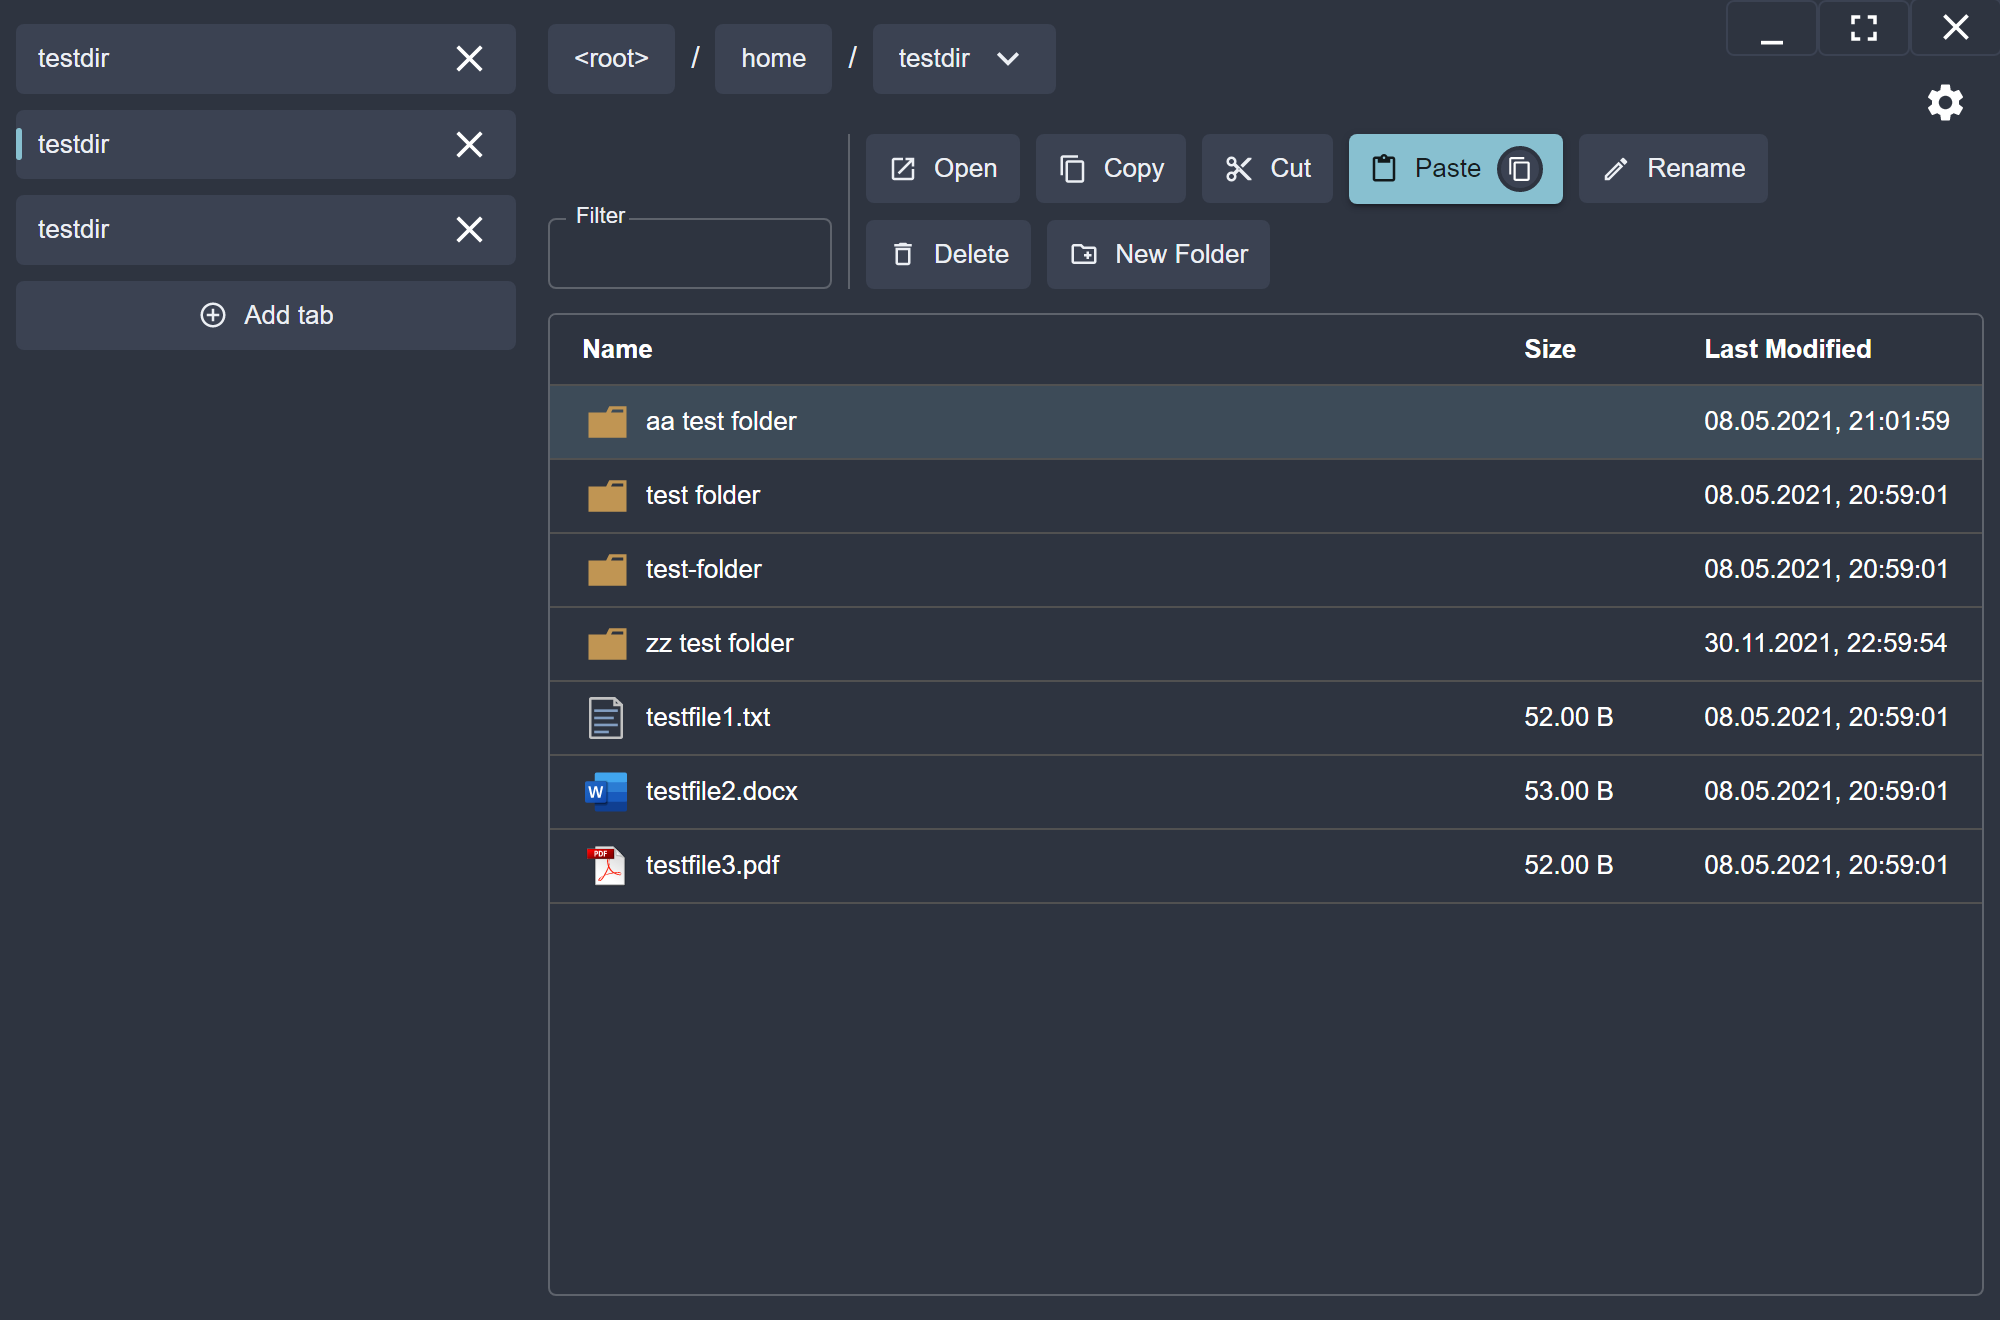 testdir
testdir
testdir
Add tab
<root> / home / testdir
Filter
Open Copy Cut Paste Rename
Delete New Folder
Name Size Last Modified
aa test folder 08.05.2021, 21:01:59
test folder 08.05.2021, 20:59:01
test-folder 08.05.2021, 20:59:01
zz test folder 30.11.2021, 22:59:54
testfile1.txt 52.00 B 08.05.2021, 20:59:01
W testfile2.docx 53.00 B 08.05.2021, 20:59:01
PDF testfile3.pdf 52.00 B 08.05.2021, 20:59:01